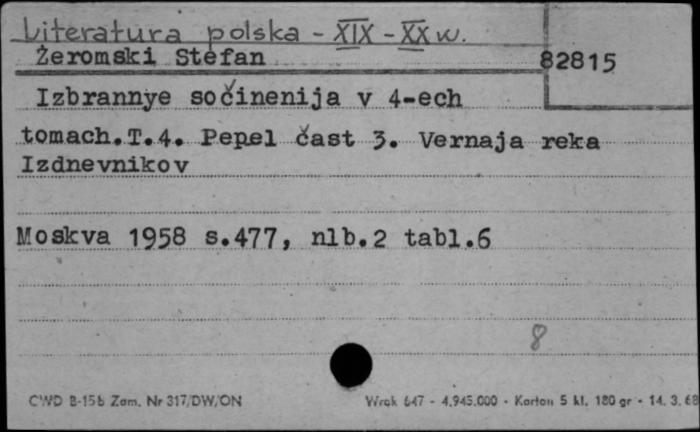 Literatura polska - XIX - XX w.
Żeromski Stefan
82815
Izbrannye sočinenija v 4-ech
tomach.T.4. Pepel čast 3. Vernaja reka
Izdnevnikov
Moskva 1958 s.477, nlb.2 tabl.6
8
CWD B-15b Zam. Nr 317/DW/ON
Wrok 647 - 4.945.000 - Karton 5 kl. 180 gr - 14. 3. 68